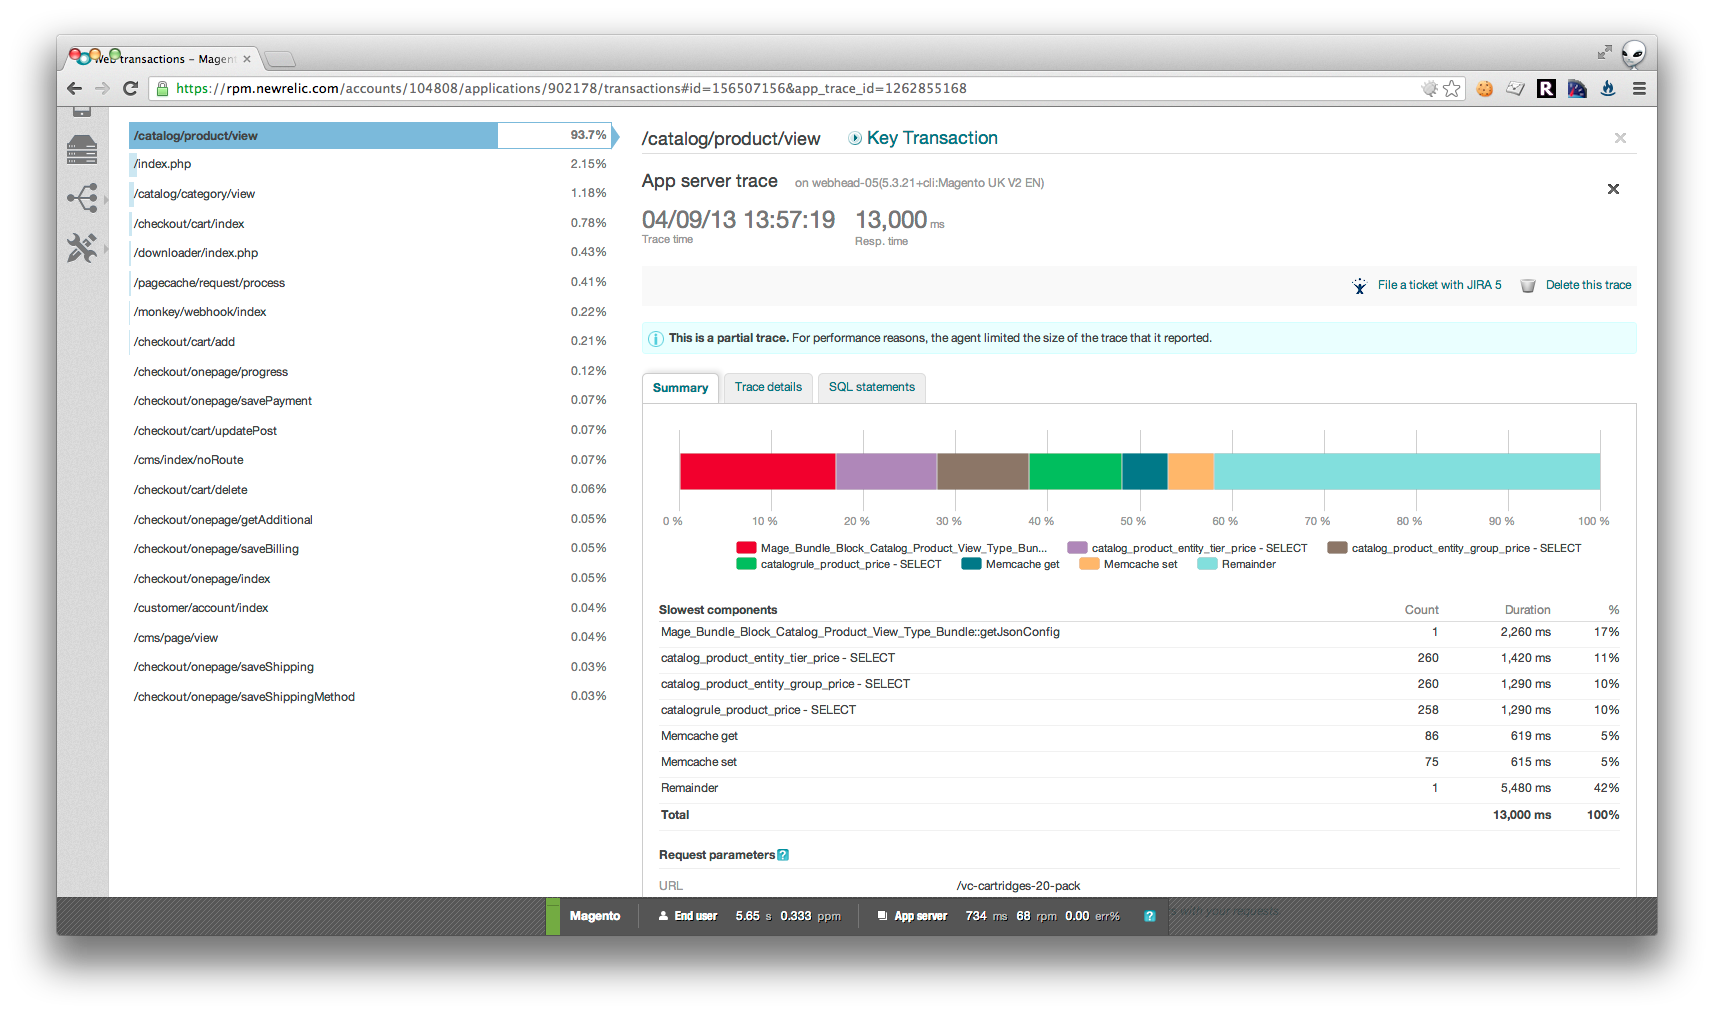 Web transactions – Magent
https://rpm.newrelic.com/accounts/104808/applications/902178/transactions#id=156507156&app_trace_id=1262855168
R
/catalog/product/view 93.7%
/index.php 2.15%
/catalog/category/view 1.18%
/checkout/cart/index 0.78%
/downloader/index.php 0.43%
/pagecache/request/process 0.41%
/monkey/webhook/index 0.22%
/checkout/cart/add 0.21%
/checkout/onepage/progress 0.12%
/checkout/onepage/savePayment 0.07%
/checkout/cart/updatePost 0.07%
/cms/index/noRoute 0.07%
/checkout/cart/delete 0.06%
/checkout/onepage/getAdditional 0.05%
/checkout/onepage/saveBilling 0.05%
/checkout/onepage/index 0.05%
/customer/account/index 0.04%
/cms/page/view 0.04%
/checkout/onepage/saveShipping 0.03%
/checkout/onepage/saveShippingMethod 0.03%
/catalog/product/view Key Transaction
App server trace on webhead-05(5.3.21+cli:Magento UK V2 EN)
04/09/13 13:57:19 13,000 ms
Trace time Resp. time
File a ticket with JIRA 5 Delete this trace
This is a partial trace. For performance reasons, the agent limited the size of the trace that it reported.
Summary Trace details SQL statements
0 % 10 % 20 % 30 % 40 % 50 % 60 % 70 % 80 % 90 % 100 %
Mage_Bundle_Block_Catalog_Product_View_Type_Bun... catalog_product_entity_tier_price - SELECT catalog_product_entity_group_price - SELECT
catalogrule_product_price - SELECT Memcache get Memcache set Remainder
Slowest components Count Duration %
Mage_Bundle_Block_Catalog_Product_View_Type_Bundle::getJsonConfig 1 2,260 ms 17%
catalog_product_entity_tier_price - SELECT 260 1,420 ms 11%
catalog_product_entity_group_price - SELECT 260 1,290 ms 10%
catalogrule_product_price - SELECT 258 1,290 ms 10%
Memcache get 86 619 ms 5%
Memcache set 75 615 ms 5%
Remainder 1 5,480 ms 42%
Total 13,000 ms 100%
Request parameters ?
URL /vc-cartridges-20-pack
Magento End user 5.65 s 0.333 ppm App server 734 ms 68 rpm 0.00 err% ? s with your requests.